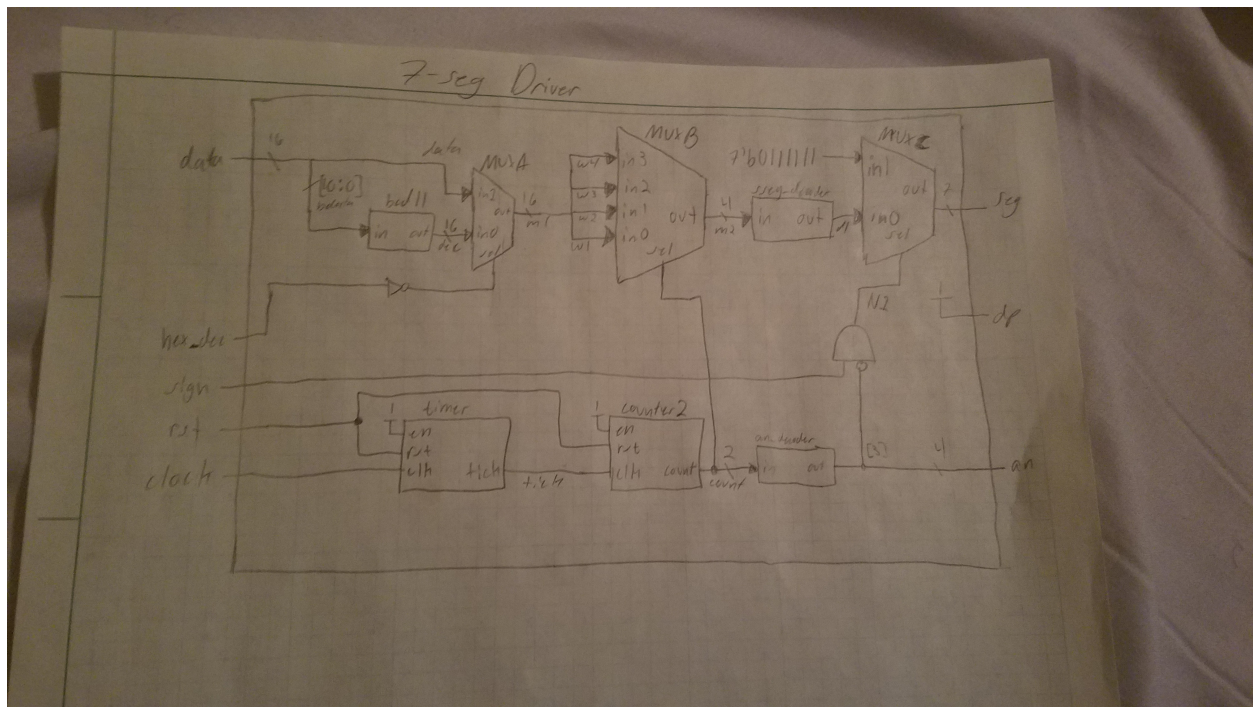 7-seg Driver
16
data
data
[10:0]
bcd11
in
out
16
dec
MUXA
in1
in0
out
sel
16
m1
w4
w3
w2
w1
MUXB
in3
in2
in1
in0
out
sel
4
m2
7'b0111111
sseg_decoder
in
out
MUXC
in1
in0
out
sel
7
seg
hex_dec
1
dp
sign
rst
clock
1
timer
en
rst
clk
tick
tick
1
counter2
en
rst
clk
count
2
count
an_decoder
in
out
[3]
4
an